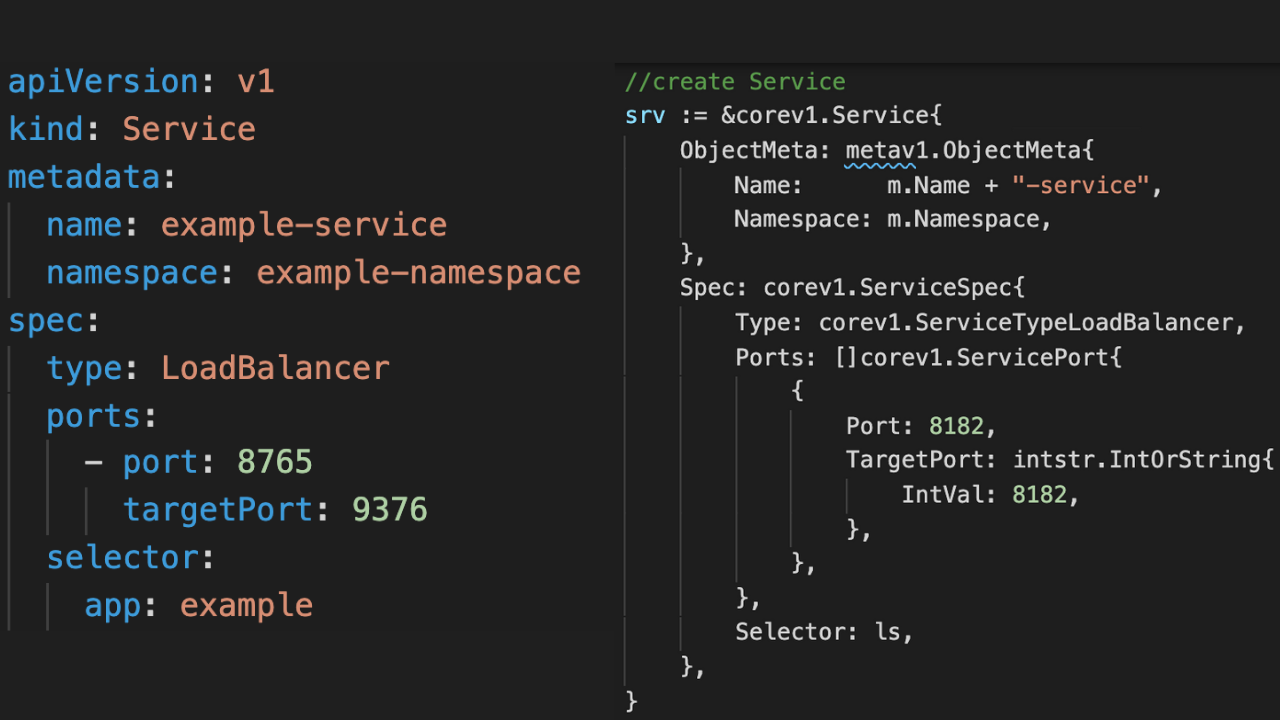 apiVersion: v1
kind: Service
metadata:
  name: example-service
  namespace: example-namespace
spec:
  type: LoadBalancer
  ports:
    - port: 8765
      targetPort: 9376
  selector:
    app: example
//create Service
srv := &corev1.Service{
    ObjectMeta: metav1.ObjectMeta{
        Name:      m.Name + "-service",
        Namespace: m.Namespace,
    },
    Spec: corev1.ServiceSpec{
        Type: corev1.ServiceTypeLoadBalancer,
        Ports: []corev1.ServicePort{
            {
                Port: 8182,
                TargetPort: intstr.IntOrString{
                    IntVal: 8182,
                },
            },
        },
        Selector: ls,
    },
}